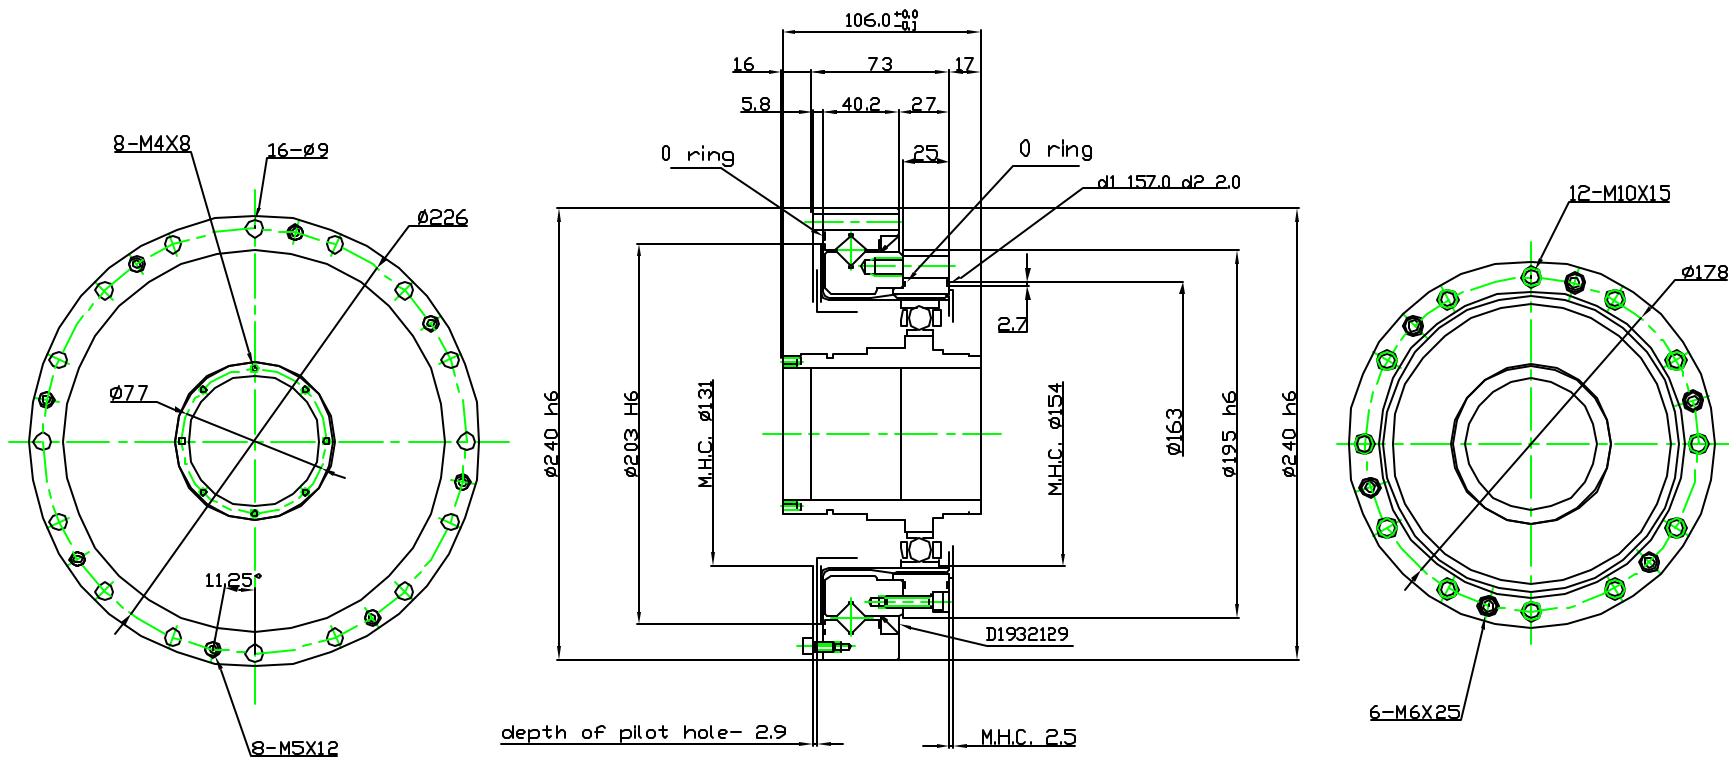 106.0 +0.0 -0.1
16
73
17
5.8
40.2
27
8-M4X8
16-ø9
O ring
25
O ring
d1 157.0 d2 2.0
12-M10X15
ø226
ø178
2.7
ø77
ø240 h6
ø203 H6
M.H.C. ø131
M.H.C. ø154
ø163
ø195 h6
ø240 h6
11.25°
D1932129
6-M6X25
depth of pilot hole- 2.9
M.H.C. 2.5
8-M5X12